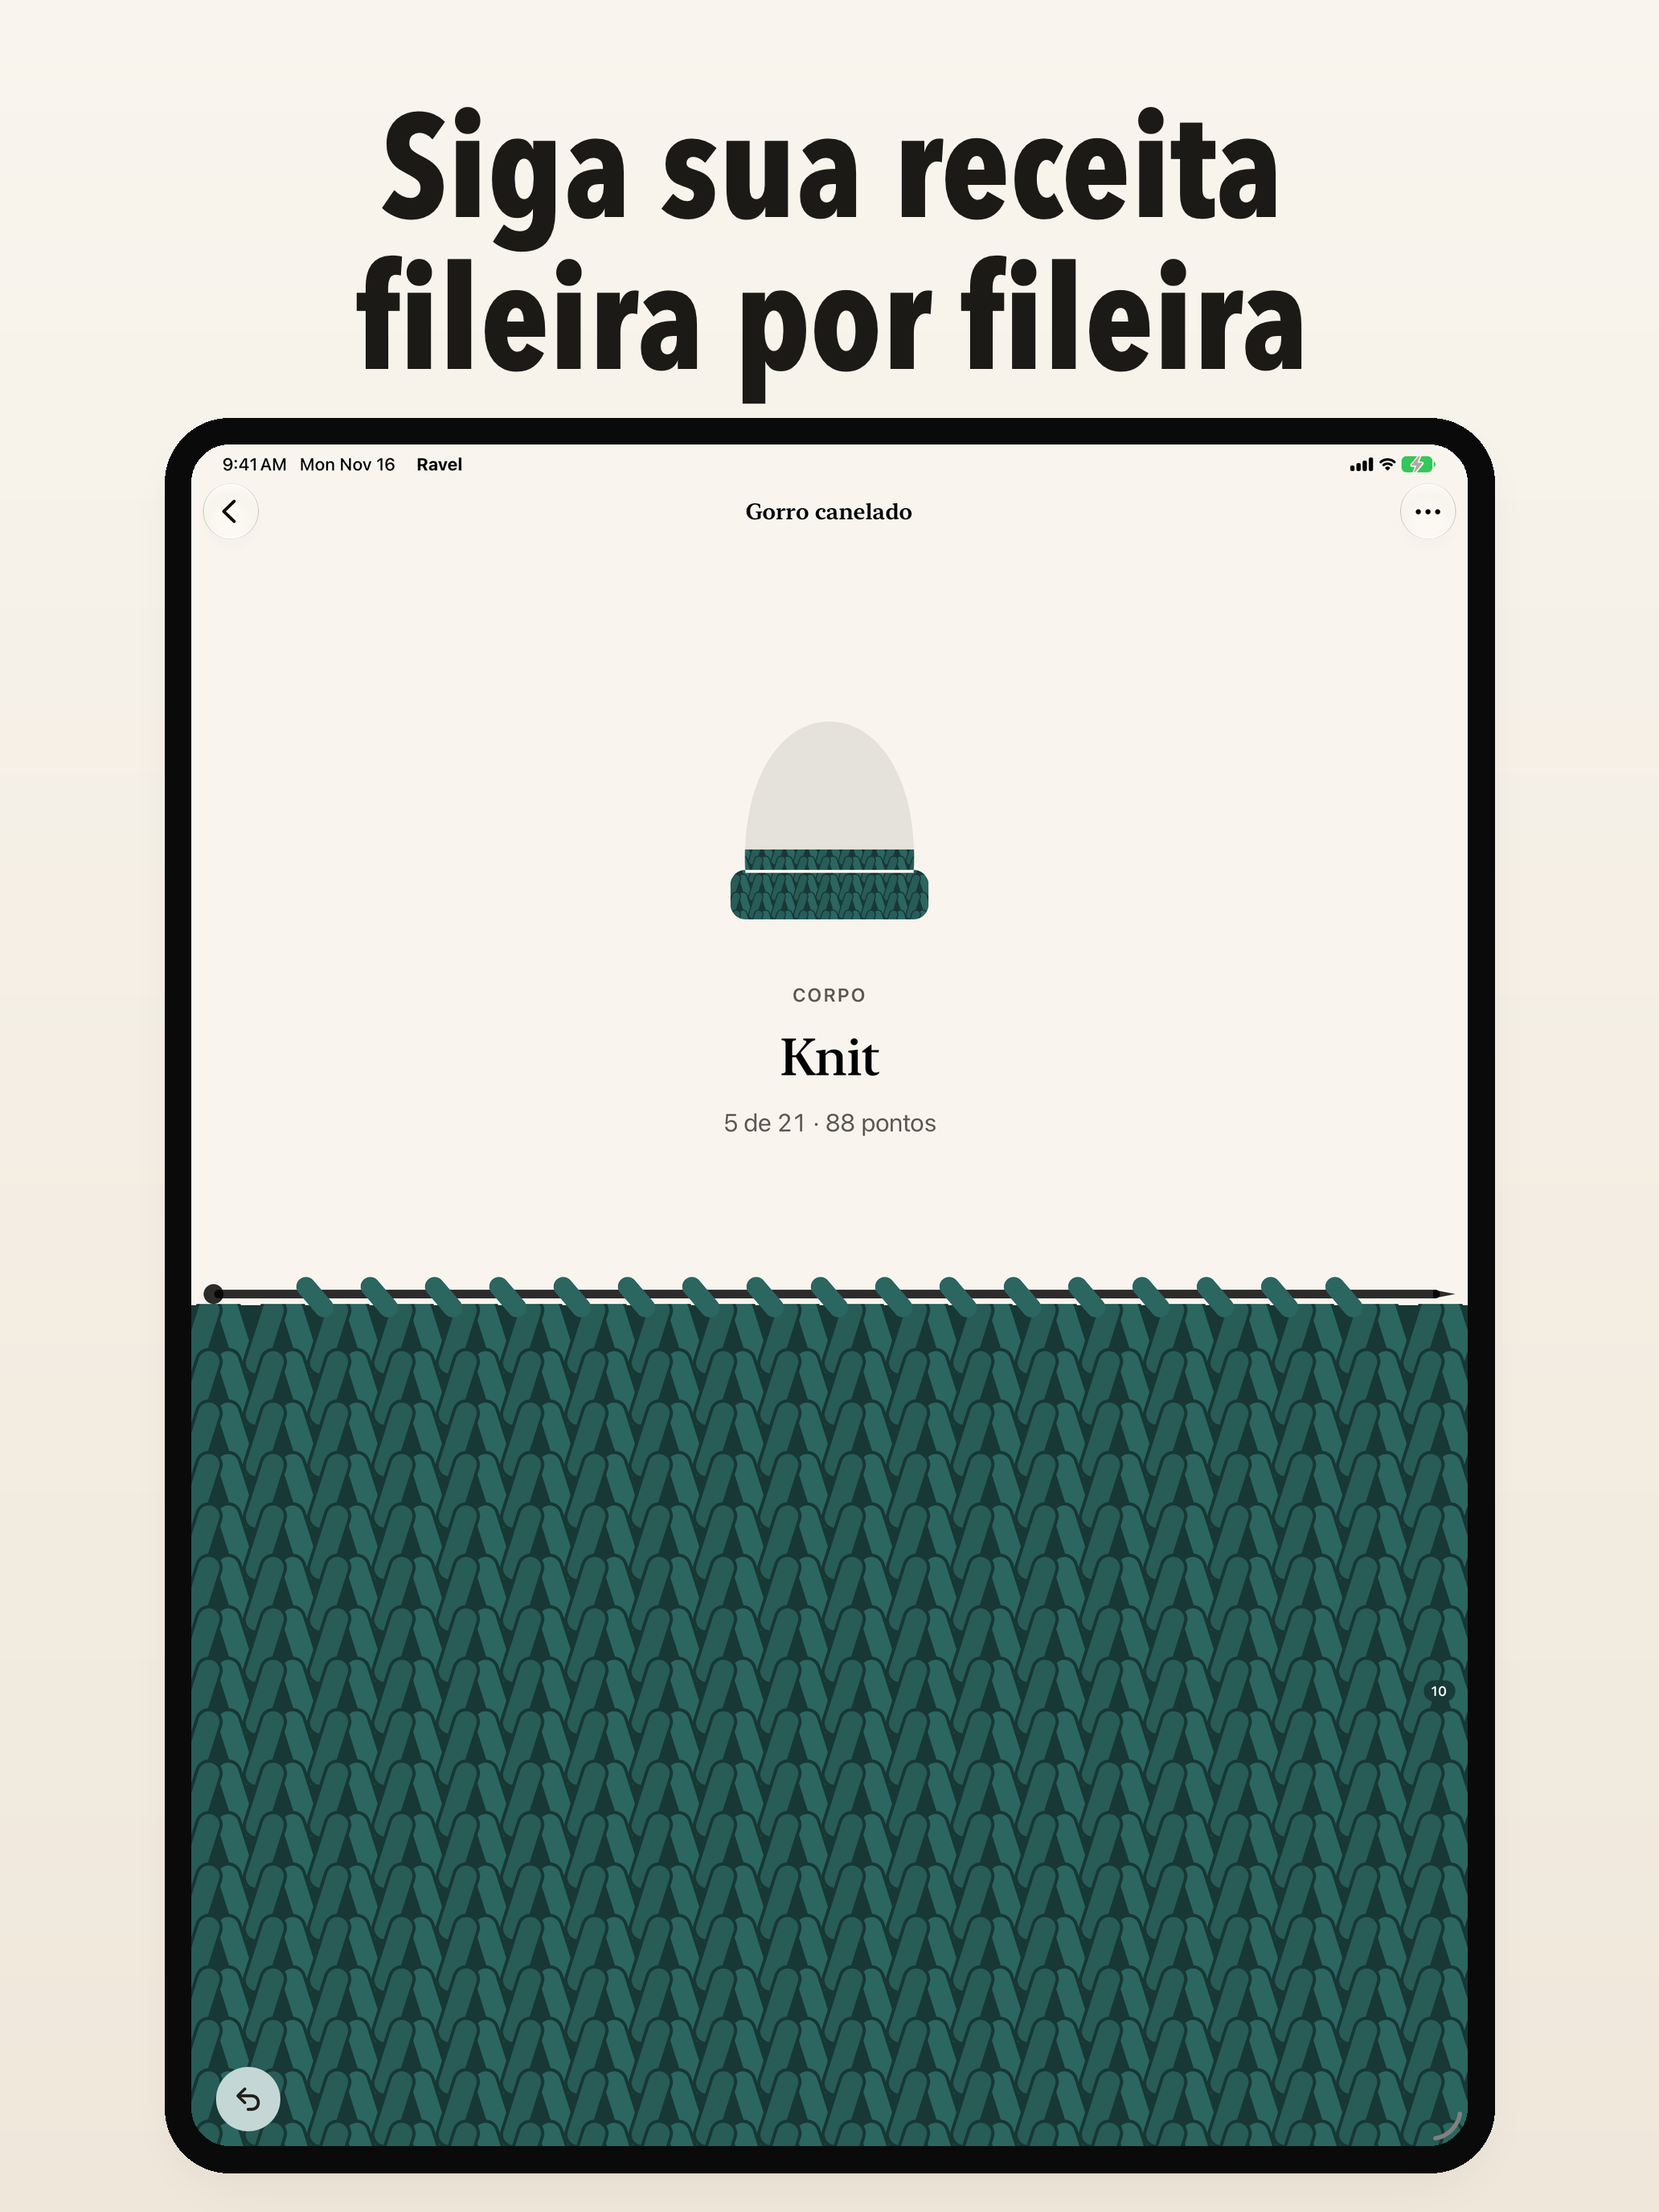 Siga sua receita
fileira por fileira
9:41 AM Mon Nov 16 Ravel
Gorro canelado
CORPO
Knit
5 de 21 · 88 pontos
10